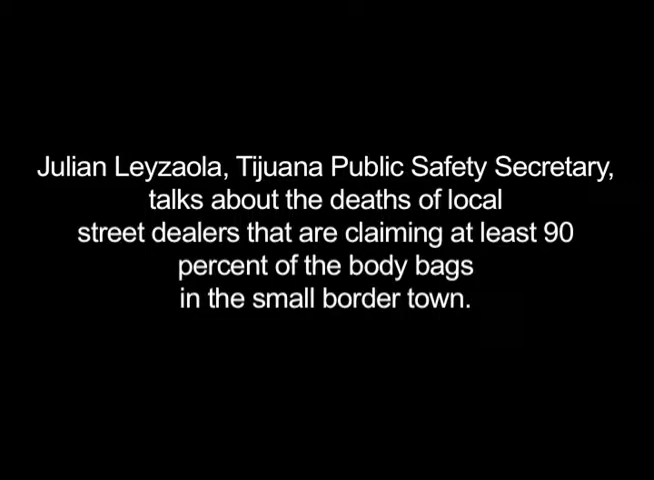 Julian Leyzaola, Tijuana Public Safety Secretary,
talks about the deaths of local
street dealers that are claiming at least 90
percent of the body bags
in the small border town.